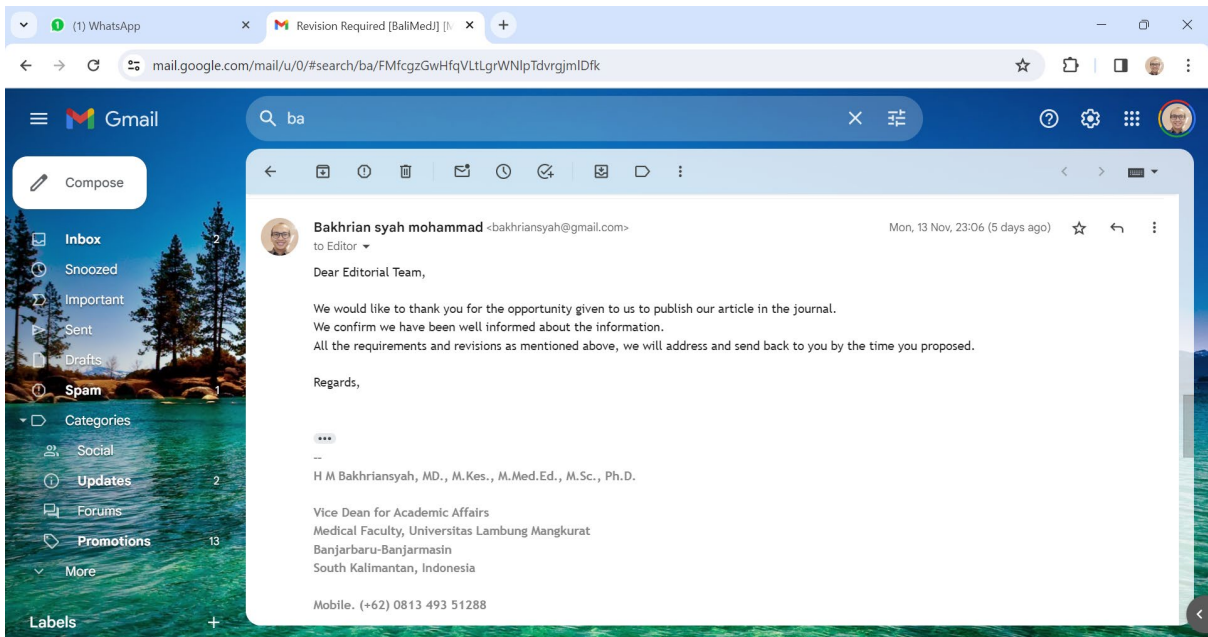 (1) WhatsApp
Revision Required [BaliMedJ] [M
mail.google.com/mail/u/0/#search/ba/FMfcgzGwHfqVLtLgrWNlpTdvrgjmlDfk
Gmail
ba
Compose
Inbox 2
Snoozed
Important
Sent
Drafts
Spam 1
Categories
Social
Updates 2
Forums
Promotions 13
More
Labels
Bakhrian syah mohammad <bakhriansyah@gmail.com>
Mon, 13 Nov, 23:06 (5 days ago)
to Editor
Dear Editorial Team,
We would like to thank you for the opportunity given to us to publish our article in the journal.
We confirm we have been well informed about the information.
All the requirements and revisions as mentioned above, we will address and send back to you by the time you proposed.
Regards,
--
H M Bakhriansyah, MD., M.Kes., M.Med.Ed., M.Sc., Ph.D.
Vice Dean for Academic Affairs
Medical Faculty, Universitas Lambung Mangkurat
Banjarbaru-Banjarmasin
South Kalimantan, Indonesia
Mobile. (+62) 0813 493 51288